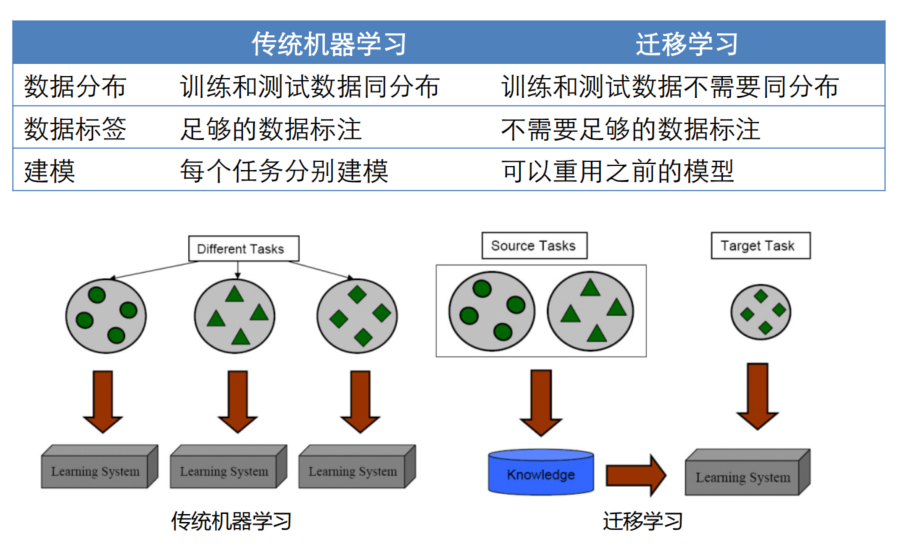 传统机器学习 迁移学习
数据分布 训练和测试数据同分布 训练和测试数据不需要同分布
数据标签 足够的数据标注 不需要足够的数据标注
建模 每个任务分别建模 可以重用之前的模型
Different Tasks
Source Tasks
Target Task
Learning System
Learning System
Learning System
Knowledge
Learning System
传统机器学习
迁移学习